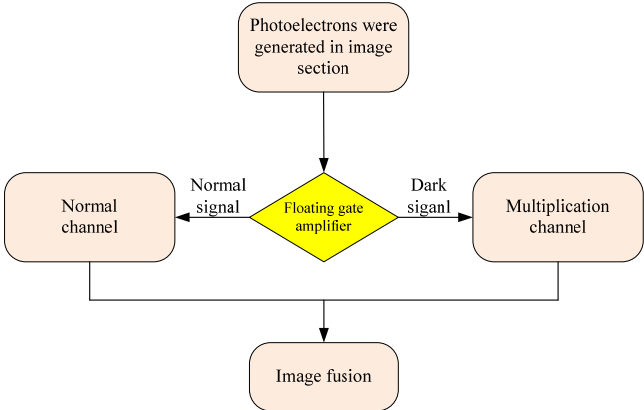 Photoelectrons were
generated in image
section
Normal
signal
Dark
siganl
Normal
channel
Floating gate
amplifier
Multiplication
channel
Image fusion